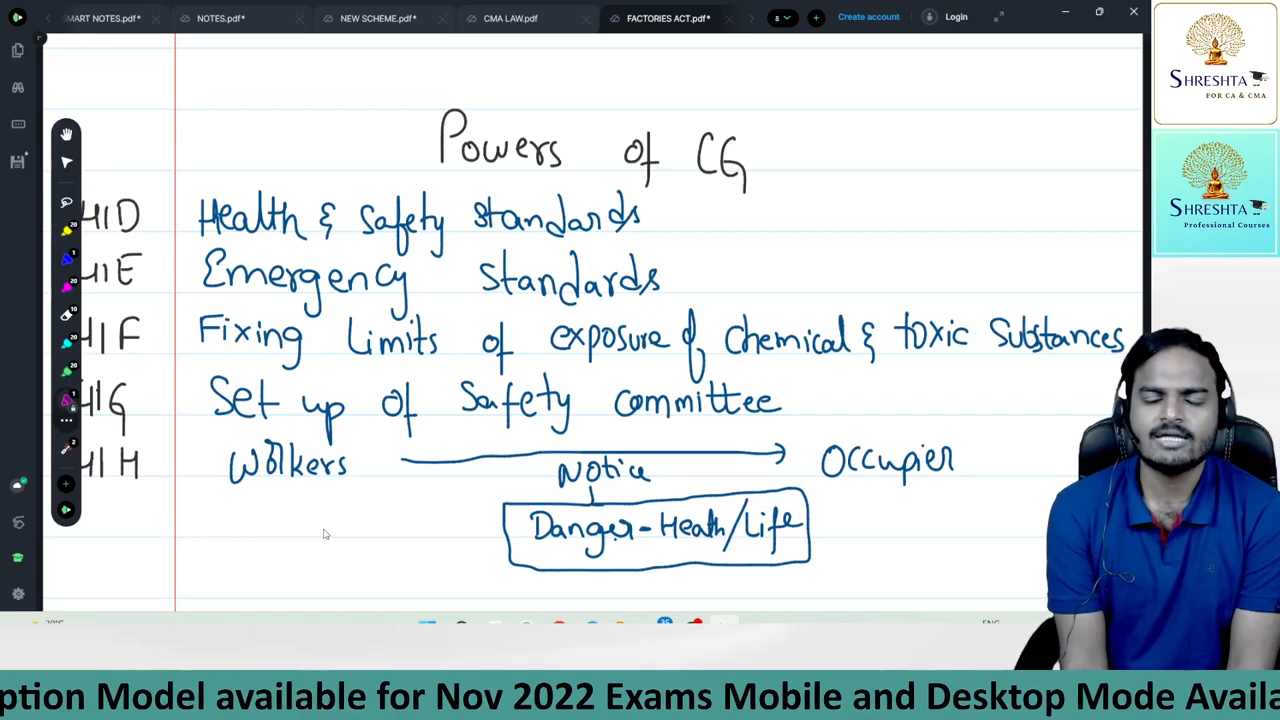 SMART NOTES.pdf* NOTES.pdf* NEW SCHEME.pdf* CMA LAW.pdf FACTORIES ACT.pdf* 8 Create account Login
SHRESHTA
FOR CA & CMA
SHRESHTA
Professional Courses
Powers of CG
41D Health & Safety Standards
41E Emergency Standards
41F Fixing Limits of exposure of chemical & toxic Substances
41G Set up of Safety committee
41H Workers Notice Occupier
Danger-Heath/Life
ption Model available for Nov 2022 Exams Mobile and Desktop Mode Availa